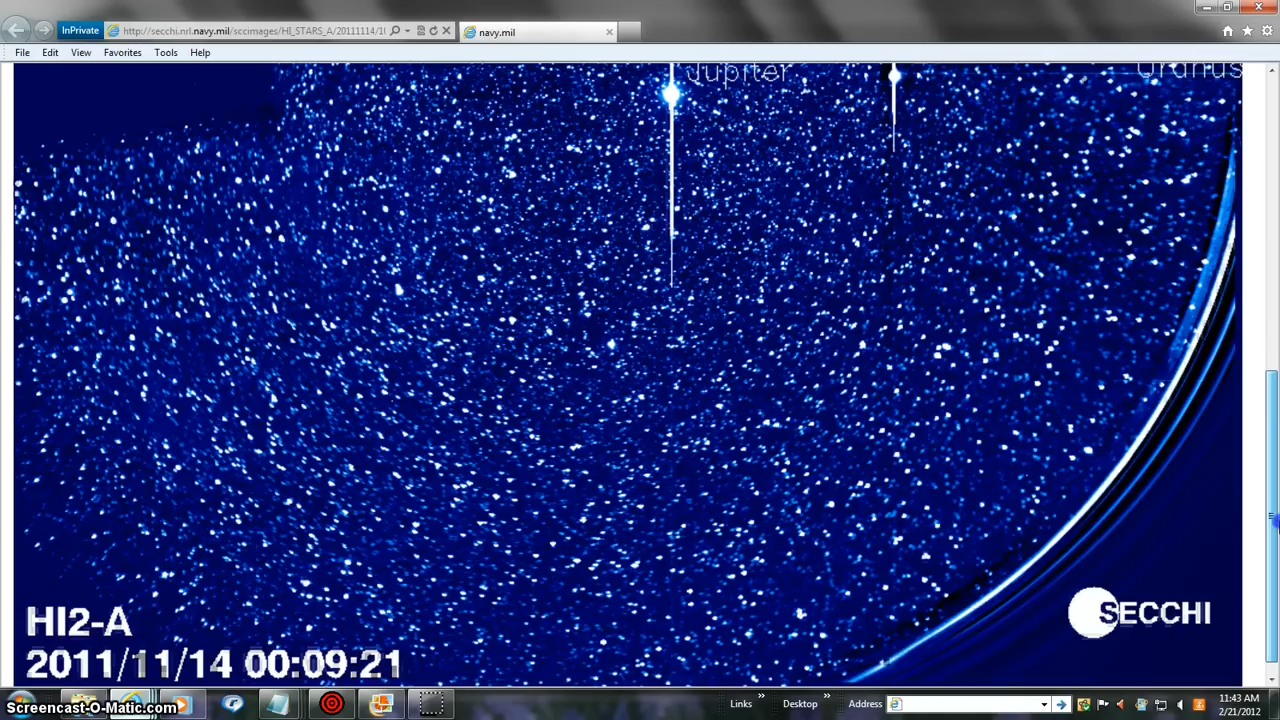 InPrivate
http://secchi.nrl.navy.mil/sccimages/HI_STARS_A/20111114/10
navy.mil
File Edit View Favorites Tools Help
Jupiter
Uranus
HI2-A
2011/11/14 00:09:21
SECCHI
Links
Desktop
Address
11:43 AM
2/21/2012
Screencast-O-Matic.com